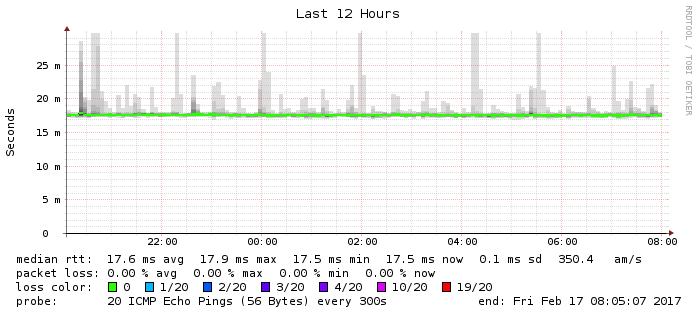 Last 12 Hours
RRDTOOL / TOBI OETIKER
Seconds
25 m
20 m
15 m
10 m
5 m
0
22:00 00:00 02:00 04:00 06:00 08:00
median rtt: 17.6 ms avg 17.9 ms max 17.5 ms min 17.5 ms now 0.1 ms sd 350.4 am/s
packet loss: 0.00 % avg 0.00 % max 0.00 % min 0.00 % now
loss color: 0 1/20 2/20 3/20 4/20 10/20 19/20
probe: 20 ICMP Echo Pings (56 Bytes) every 300s end: Fri Feb 17 08:05:07 2017